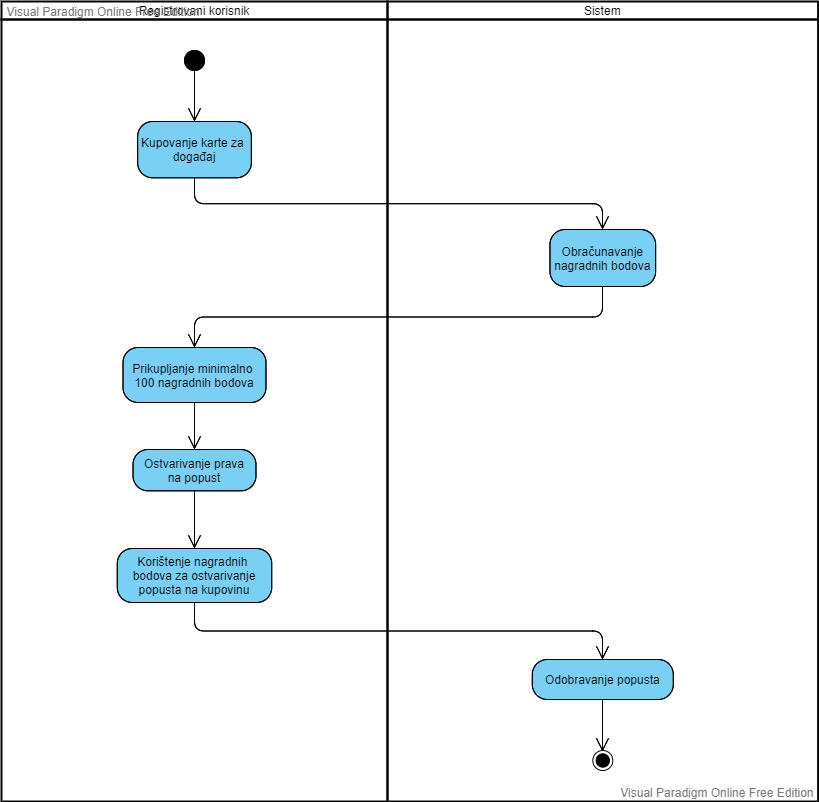 Visual Paradigm Online Free Edition
Registrovani korisnik
Sistem
Kupovanje karte za
događaj
Obračunavanje
nagradnih bodova
Prikupljanje minimalno
100 nagradnih bodova
Ostvarivanje prava
na popust
Korištenje nagradnih
bodova za ostvarivanje
popusta na kupovinu
Odobravanje popusta
Visual Paradigm Online Free Edition